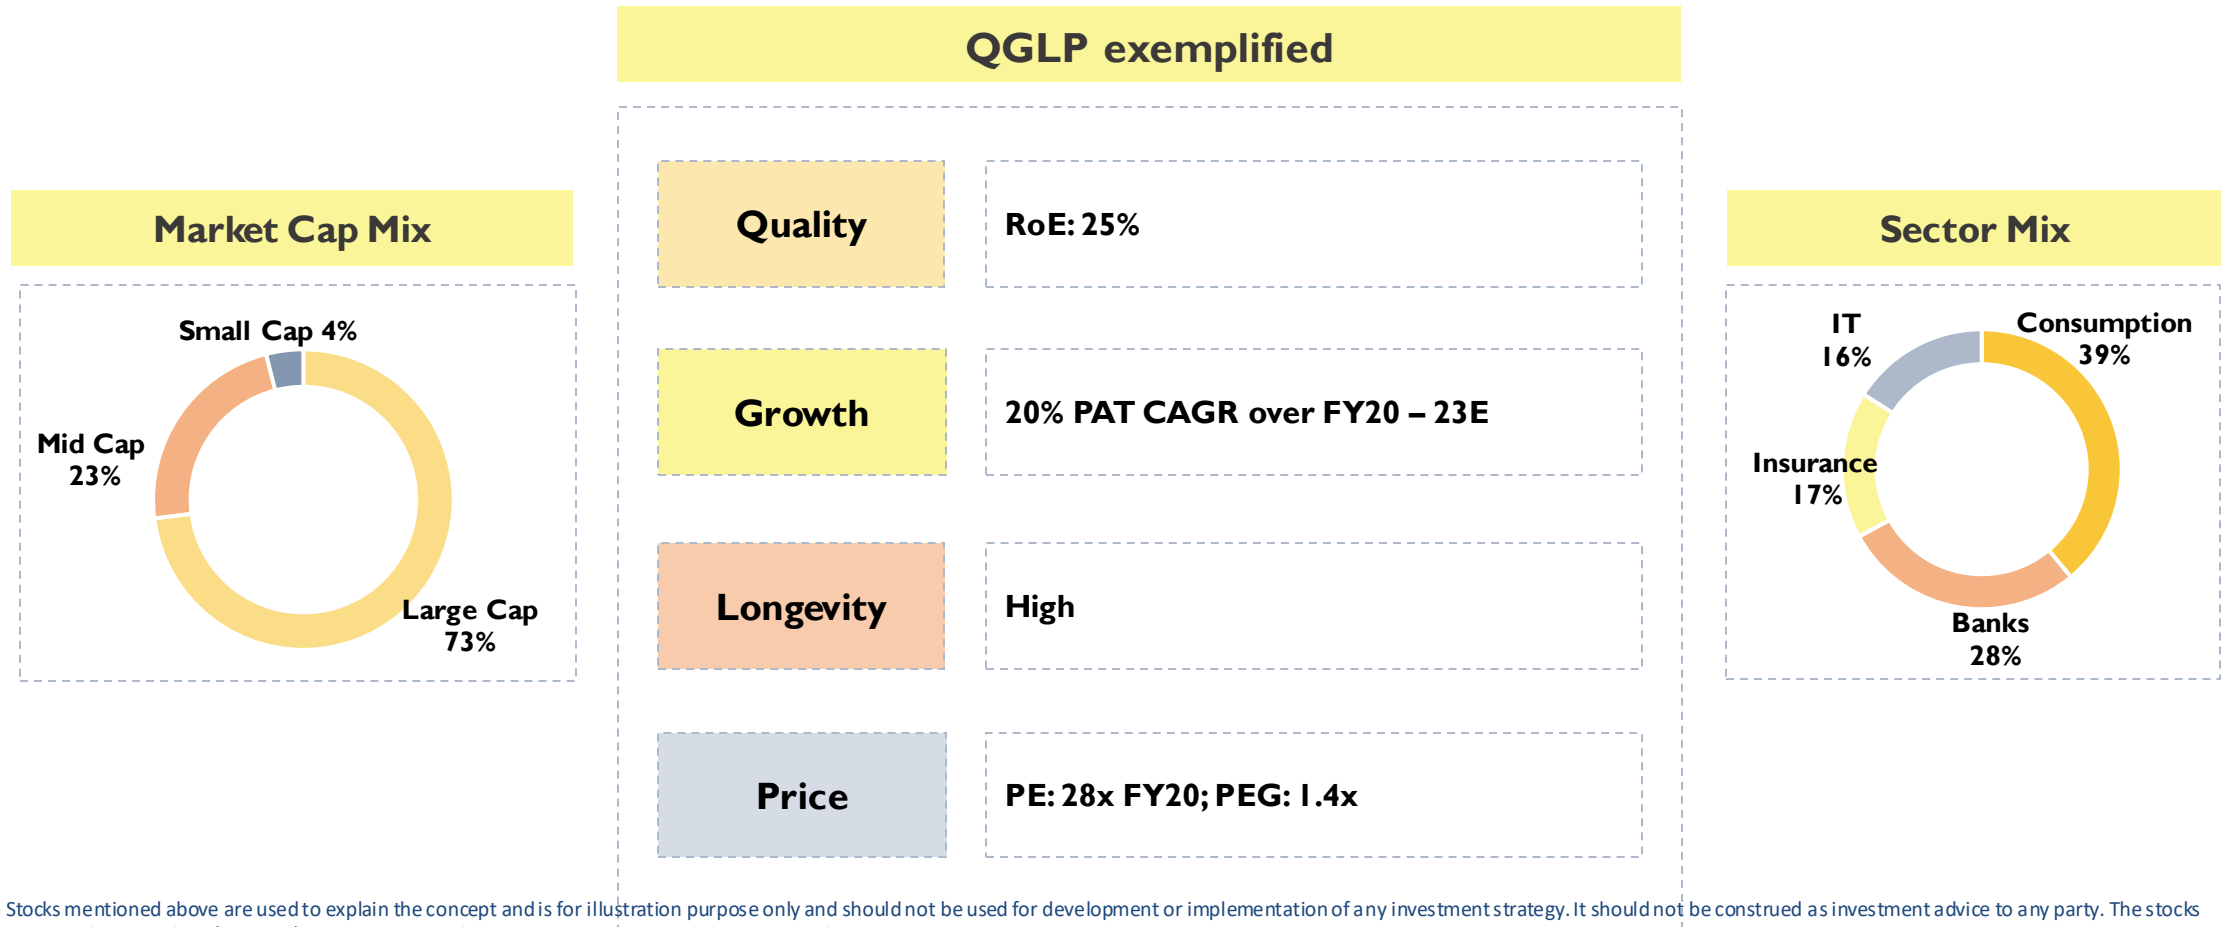 QGLP exemplified
Market Cap Mix
Small Cap 4%
Mid Cap
23%
Large Cap
73%
Quality
RoE: 25%
Growth
20% PAT CAGR over FY20 – 23E
Longevity
High
Price
PE: 28x FY20; PEG: 1.4x
Sector Mix
IT
16%
Consumption
39%
Insurance
17%
Banks
28%
Stocks mentioned above are used to explain the concept and is for illustration purpose only and should not be used for development or implementation of any investment strategy. It should not be construed as investment advice to any party. The stocks